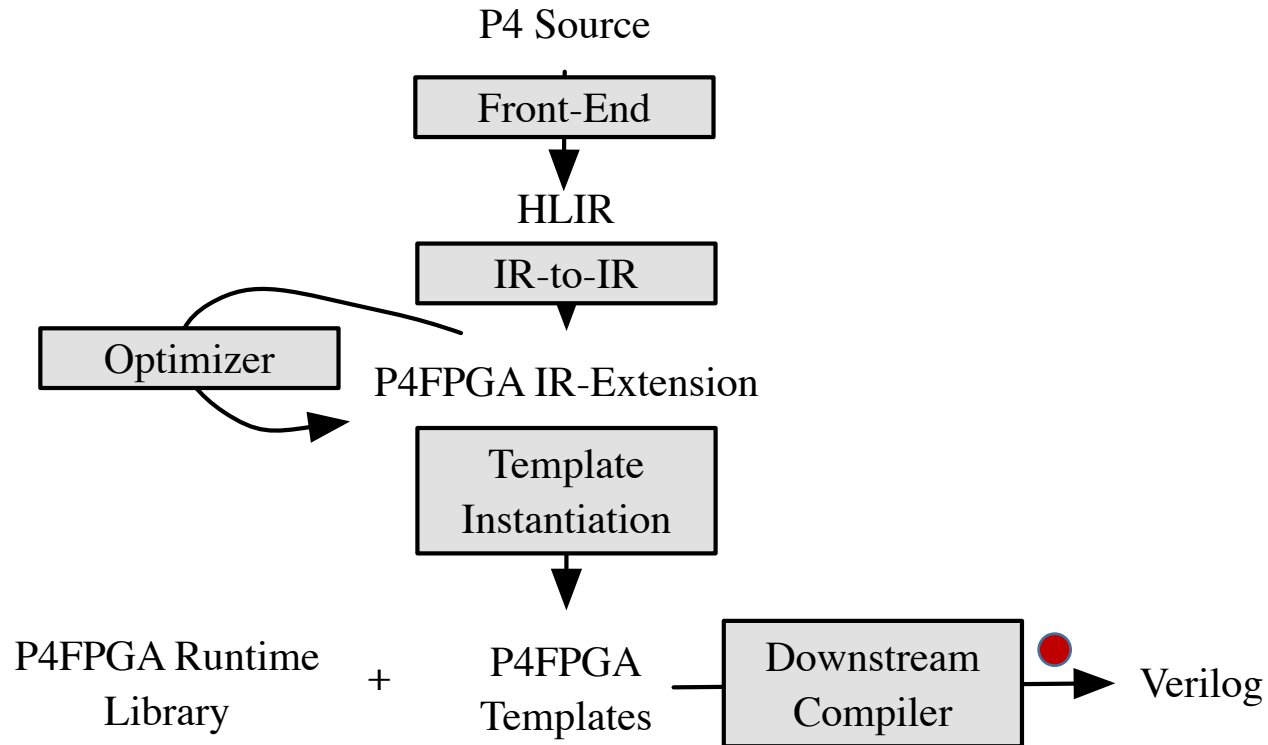 P4 Source
Front-End
HLIR
IR-to-IR
Optimizer
P4FPGA IR-Extension
Template
Instantiation
P4FPGA Runtime
Library
+
P4FPGA
Templates
Downstream
Compiler
Verilog